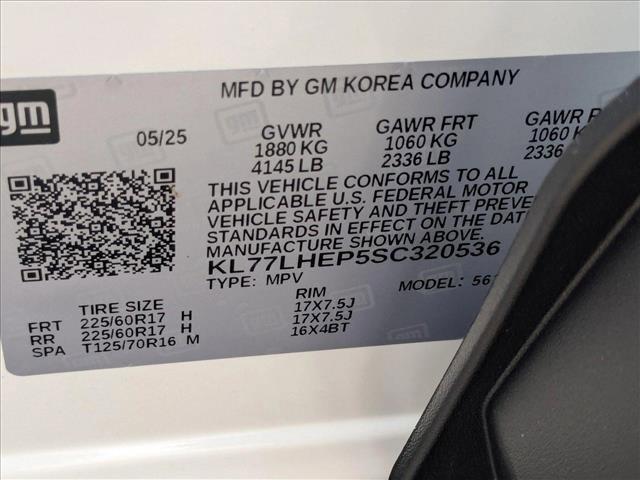 gm
MFD BY GM KOREA COMPANY
05/25 GVWR GAWR FRT GAWR
1880 KG 1060 KG 1060 KG
4145 LB 2336 LB 2336
THIS VEHICLE CONFORMS TO ALL
APPLICABLE U.S. FEDERAL MOTOR
VEHICLE SAFETY AND THEFT PREVE
STANDARDS IN EFFECT ON THE DATE
MANUFACTURE SHOWN ABOVE.
KL77LHEP5SC320536
TYPE: MPV MODEL: 561
TIRE SIZE RIM
FRT 225/60R17 H 17X7.5J
RR 225/60R17 H 17X7.5J
SPA T125/70R16 M 16X4BT